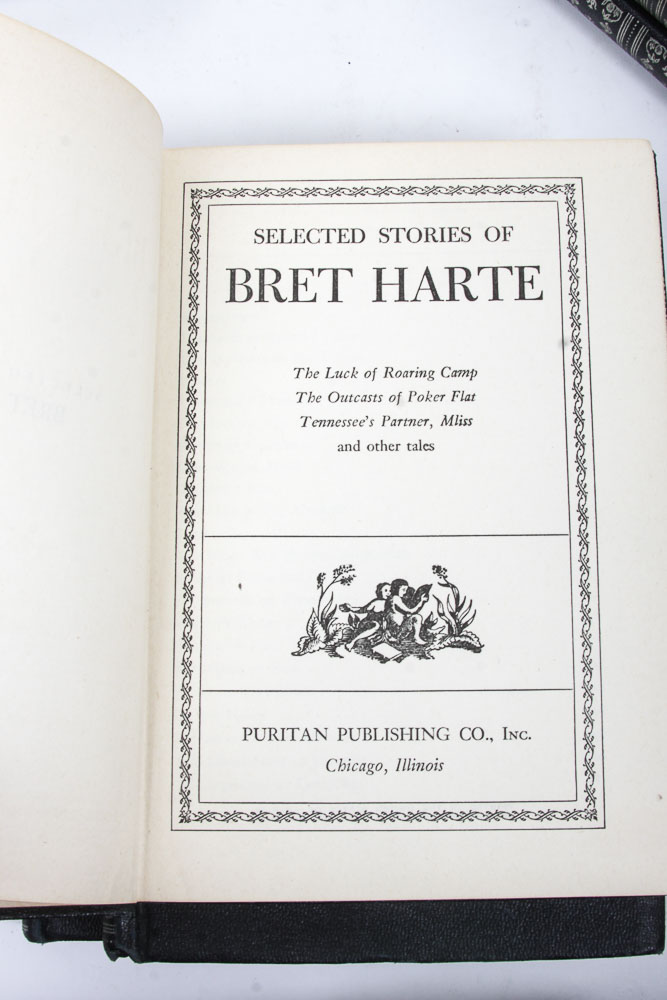 SELECTED STORIES OF
BRET HARTE
The Luck of Roaring Camp
The Outcasts of Poker Flat
Tennessee's Partner, Mliss
and other tales
PURITAN PUBLISHING CO., INC.
Chicago, Illinois